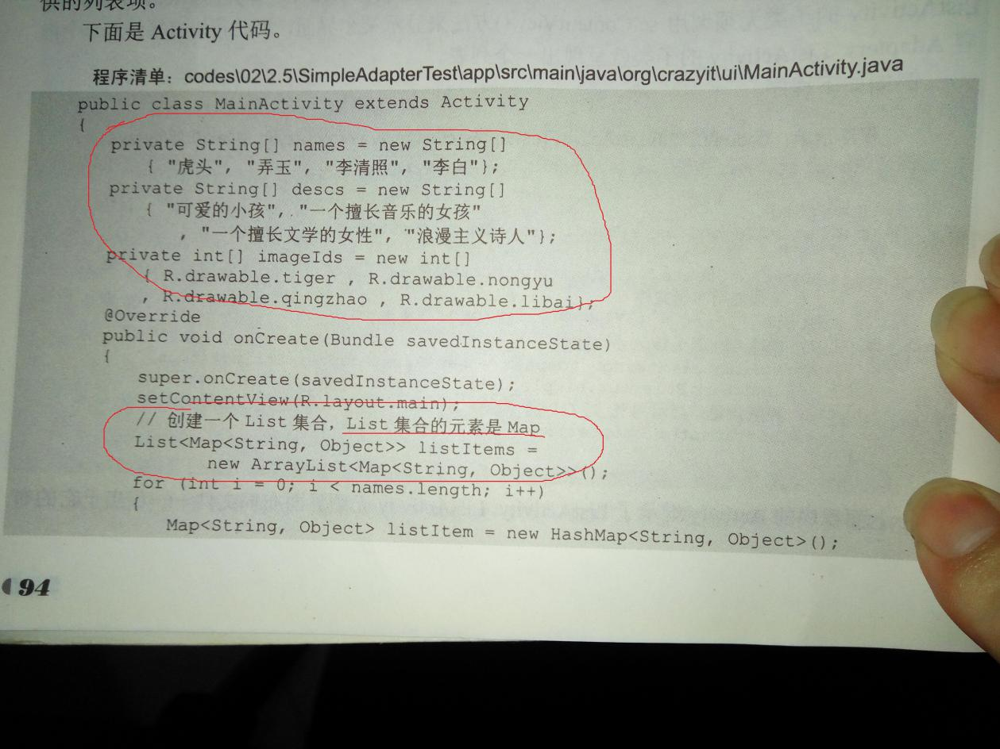 供的列表项。
下面是 Activity 代码。
程序清单：codes\02\2.5\SimpleAdapterTest\app\src\main\java\org\crazyit\ui\MainActivity.java
public class MainActivity extends Activity
{
private String[] names = new String[]
{ "虎头", "弄玉", "李清照", "李白"};
private String[] descs = new String[]
{ "可爱的小孩", "一个擅长音乐的女孩"
, "一个擅长文学的女性", "浪漫主义诗人"};
private int[] imageIds = new int[]
{ R.drawable.tiger , R.drawable.nongyu
, R.drawable.qingzhao , R.drawable.libai};
@Override
public void onCreate(Bundle savedInstanceState)
{
super.onCreate(savedInstanceState);
setContentView(R.layout.main);
// 创建一个 List 集合，List 集合的元素是 Map
List<Map<String, Object>> listItems =
new ArrayList<Map<String, Object>>();
for (int i = 0; i < names.length; i++)
{
Map<String, Object> listItem = new HashMap<String, Object>();
94